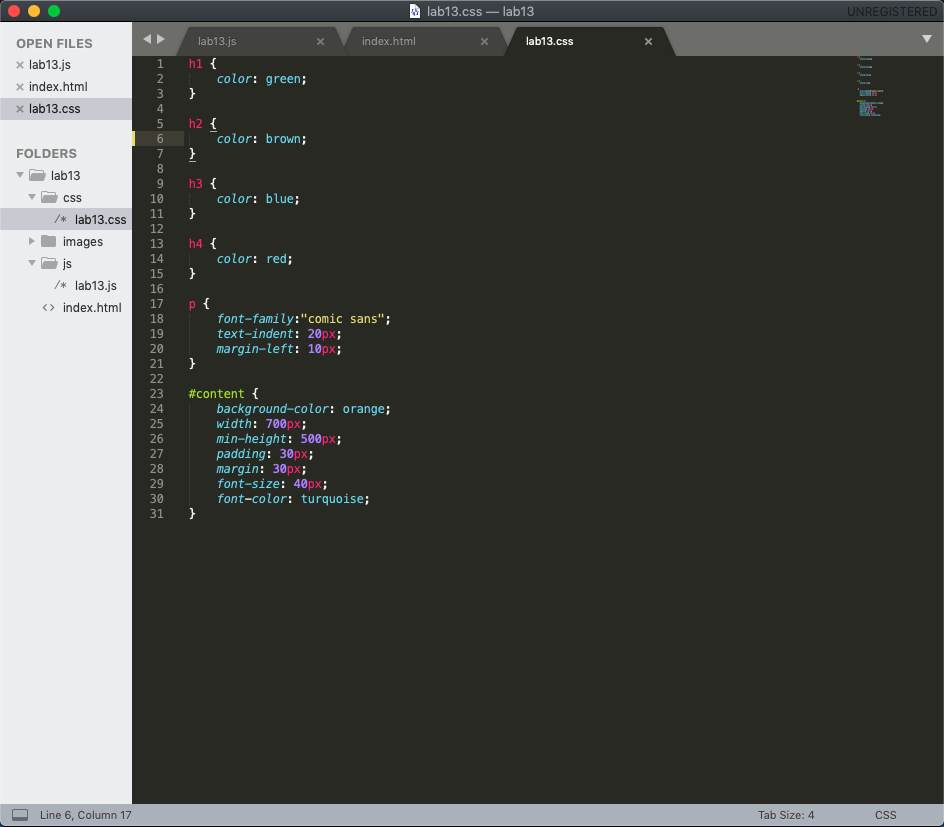 lab13.css — lab13
UNREGISTERED
OPEN FILES
lab13.js
index.html
lab13.css
FOLDERS
lab13
css
/* lab13.css
images
js
/* lab13.js
<> index.html
lab13.js
index.html
lab13.css
1 h1 {
2     color: green;
3 }
4
5 h2 {
6     color: brown;
7 }
8
9 h3 {
10     color: blue;
11 }
12
13 h4 {
14     color: red;
15 }
16
17 p {
18     font-family:"comic sans";
19     text-indent: 20px;
20     margin-left: 10px;
21 }
22
23 #content {
24     background-color: orange;
25     width: 700px;
26     min-height: 500px;
27     padding: 30px;
28     margin: 30px;
29     font-size: 40px;
30     font-color: turquoise;
31 }
Line 6, Column 17
Tab Size: 4
CSS